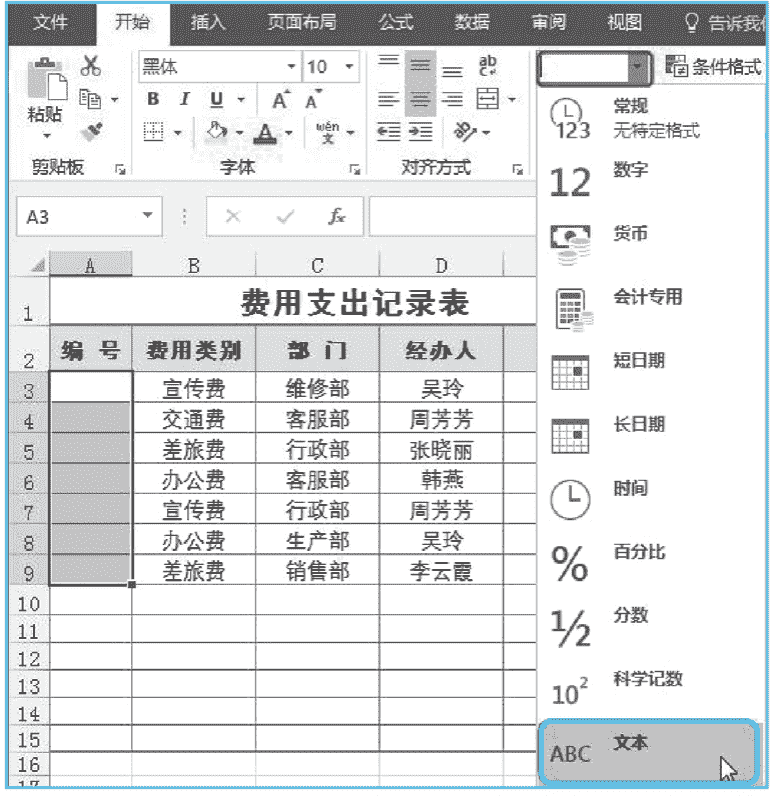 文件 开始 插入 页面布局 公式 数据 审阅 视图 告诉我
黑体 10 ab
粘贴 B I U A A 条件格式
A wén 文
剪贴板 字体 对齐方式
A3 fx
A B C D
1 费用支出记录表
2 编 号 费用类别 部 门 经办人
3 宣传费 维修部 吴玲
4 交通费 客服部 周芳芳
5 差旅费 行政部 张晓丽
6 办公费 客服部 韩燕
7 宣传费 行政部 周芳芳
8 办公费 生产部 吴玲
9 差旅费 销售部 李云霞
10
11
12
13
14
15
16
17
123 常规
无特定格式
12 数字
货币
会计专用
短日期
长日期
时间
% 百分比
½ 分数
10² 科学记数
ABC 文本